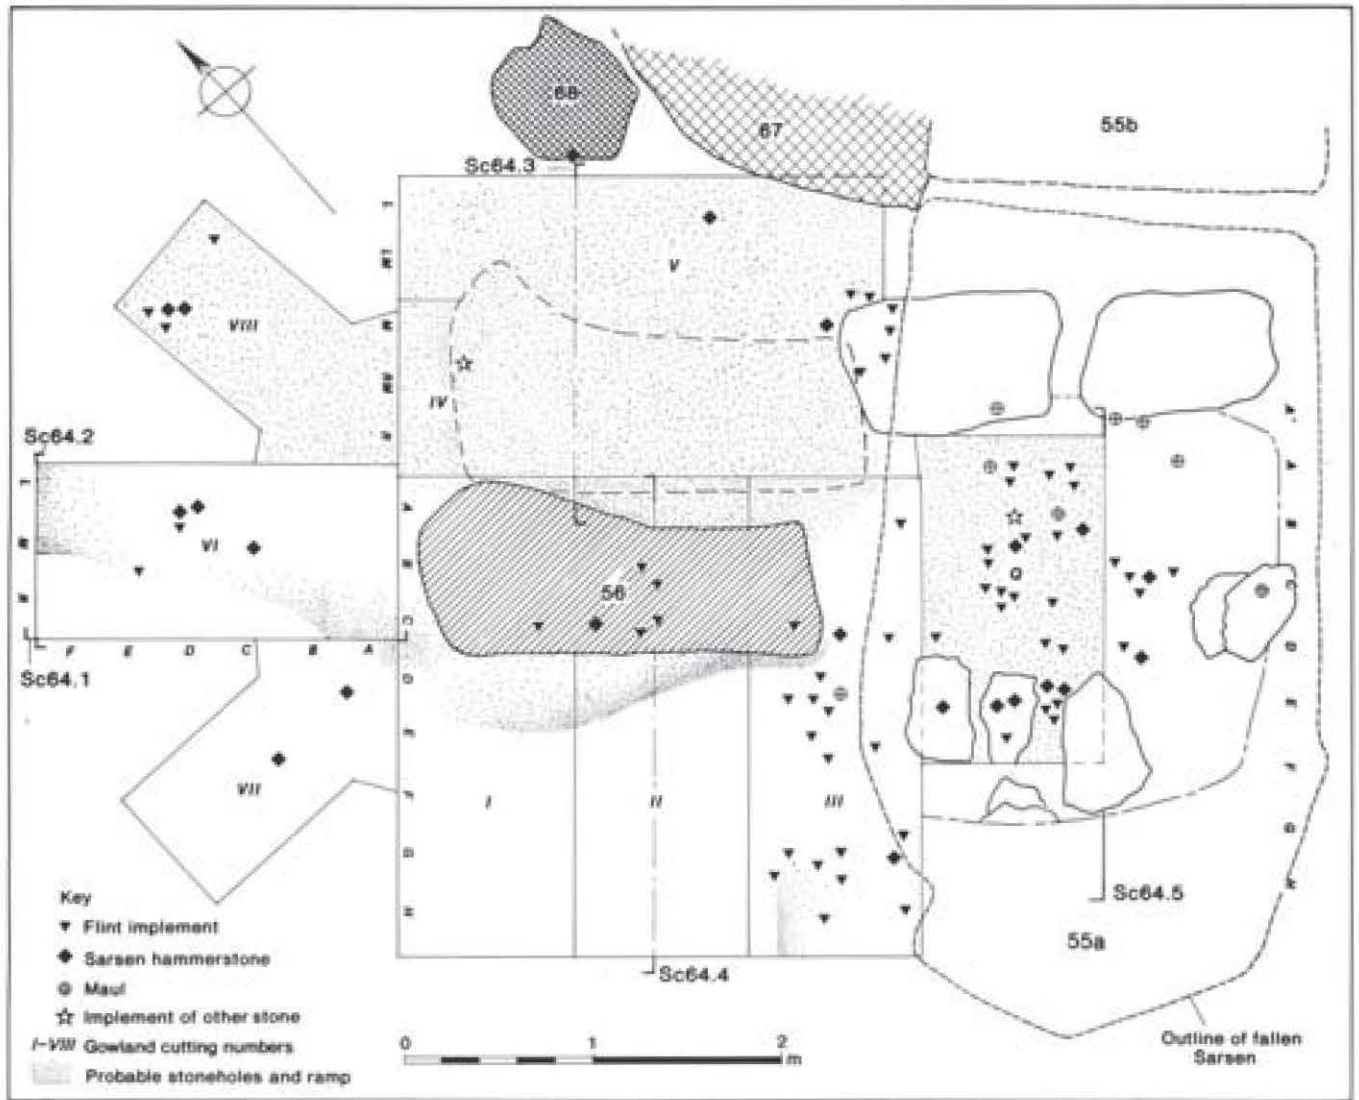 68
67
55b
Sc64.3
V
VIII
IV
Sc64.2
VI
56
Sc64.1
F E D C B A
VII
I
II
III
Sc64.5
55a
Sc64.4
Outline of fallen
Sarsen
Key
Flint implement
Sarsen hammerstone
Maul
Implement of other stone
I-VIII Gowland cutting numbers
Probable stoneholes and ramp
0 1 2
m